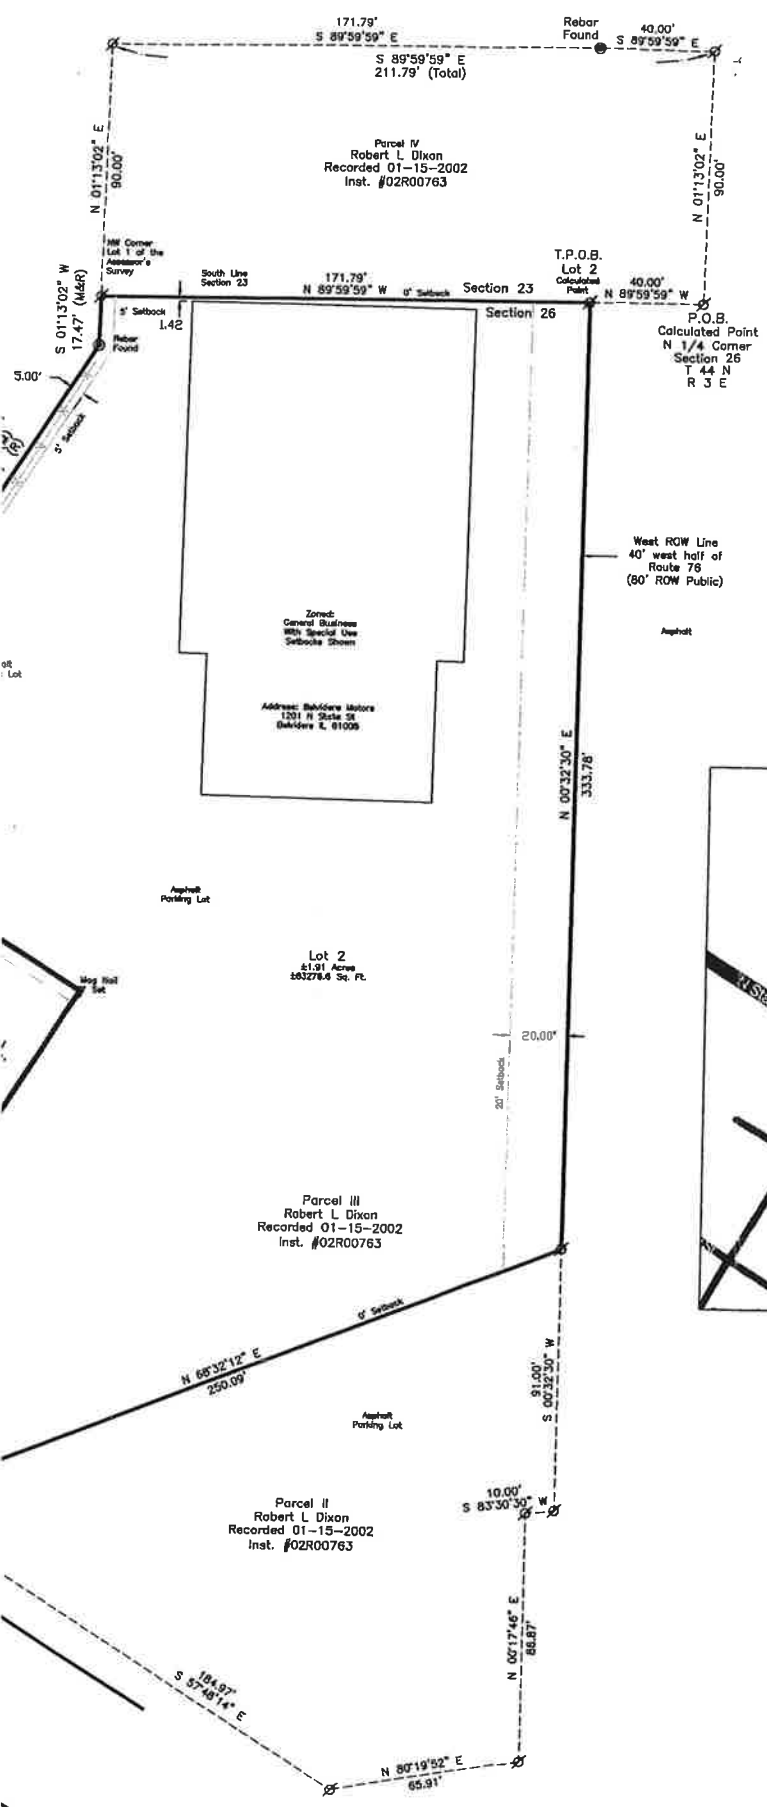 171.79'
S 89°59'59" E
Rebar
Found
40.00'
S 89°59'59" E
S 89°59'59" E
211.79' (Total)
N 01°13'02" E
90.00'
Parcel IV
Robert L Dixon
Recorded 01-15-2002
Inst. #02R00763
N 01°13'02" E
90.00'
NW Corner
Lot 1 of the
Assessor's
Survey
S 01°13'02" W
17.47' (M&R)
South Line
Section 23
171.79'
N 89°59'59" W
0' Setback
Section 23
T.P.O.B.
Lot 2
Calculated
Point
40.00'
N 89°59'59" W
5' Setback
1.42
Section 26
P.O.B.
Calculated Point
N 1/4 Corner
Section 26
T 44 N
R 3 E
Rebar
Found
5.00'
5' Setback
(R)
West ROW Line
40' west half of
Route 76
(80' ROW Public)
Asphalt
Zoned:
General Business
With Special Use
Setbacks Shown
Lot
Address: Belvidere Motors
1201 N State St
Belvidere IL 61008
N 00°32'30" E
333.78'
Asphalt
Parking Lot
Lot 2
±1.91 Acres
±83278.6 Sq. Ft.
Mag Nail
Set
20.00'
20' Setback
Parcel III
Robert L Dixon
Recorded 01-15-2002
Inst. #02R00763
0' Setback
N 68°32'12" E
250.09'
91.00'
S 00°32'30" W
Asphalt
Parking Lot
10.00'
S 83°30'30" W
Parcel II
Robert L Dixon
Recorded 01-15-2002
Inst. #02R00763
N 00°17'46" E
88.87'
184.97'
S 57°48'14" E
N 80°19'52" E
65.91'